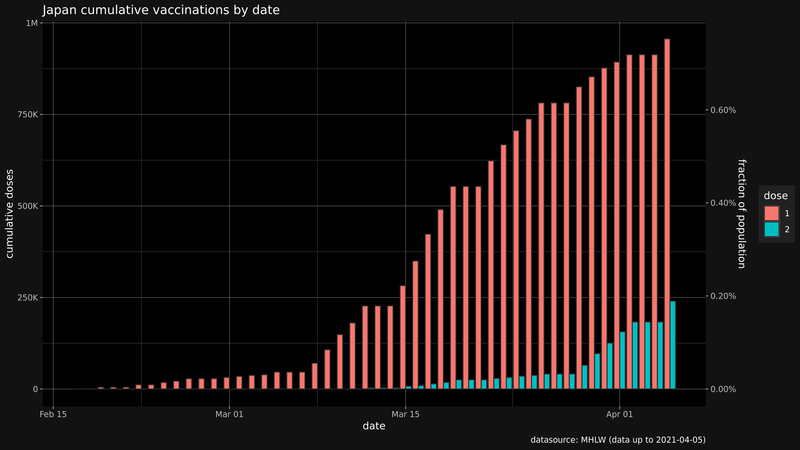 Japan cumulative vaccinations by date
1M
750K
500K
250K
0
cumulative doses
0.60%
0.40%
0.20%
0.00%
fraction of population
dose
1
2
Feb 15
Mar 01
Mar 15
Apr 01
date
datasource: MHLW (data up to 2021-04-05)